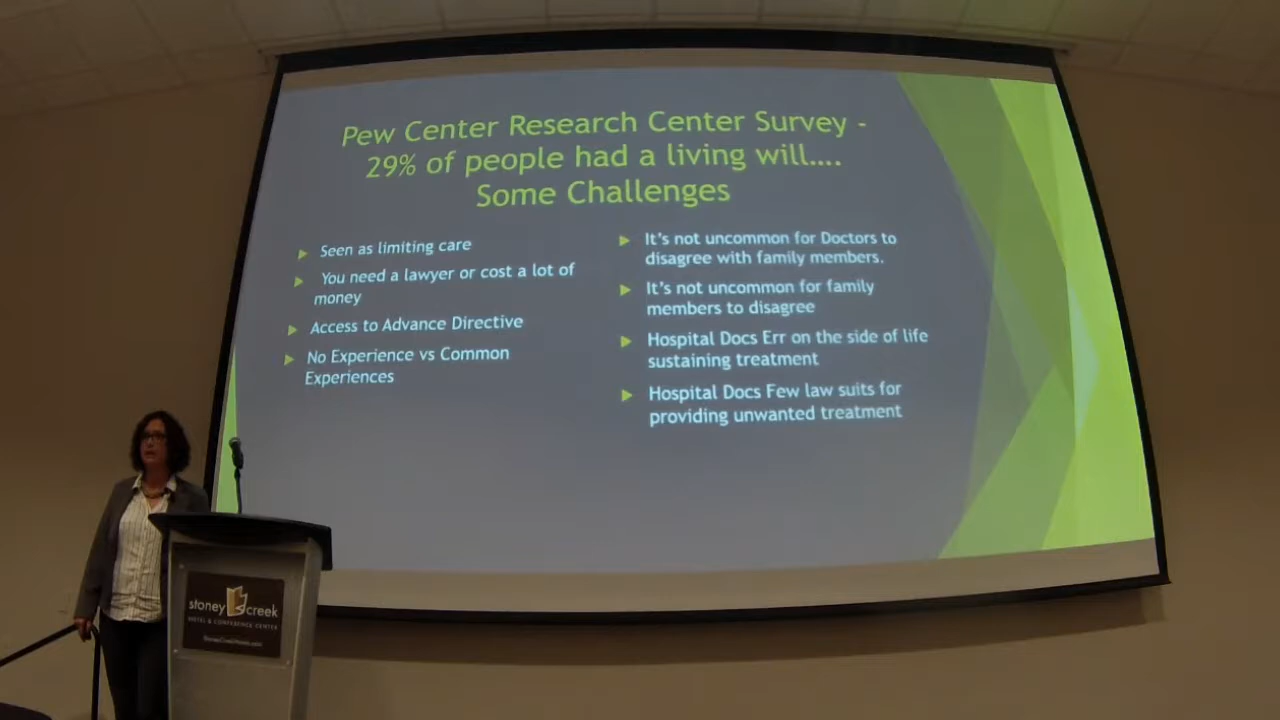 Pew Center Research Center Survey -
29% of people had a living will....
Some Challenges
Seen as limiting care
You need a lawyer or cost a lot of
money
Access to Advance Directive
No Experience vs Common
Experiences
It's not uncommon for Doctors to
disagree with family members.
It's not uncommon for family
members to disagree
Hospital Docs Err on the side of life
sustaining treatment
Hospital Docs Few law suits for
providing unwanted treatment
stoney creek
HOTEL & CONFERENCE CENTER